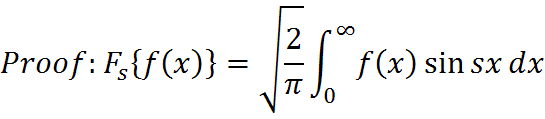 Proof: F_s{f(x)} = √(2/π) ∫_0^∞ f(x) sin sx dx